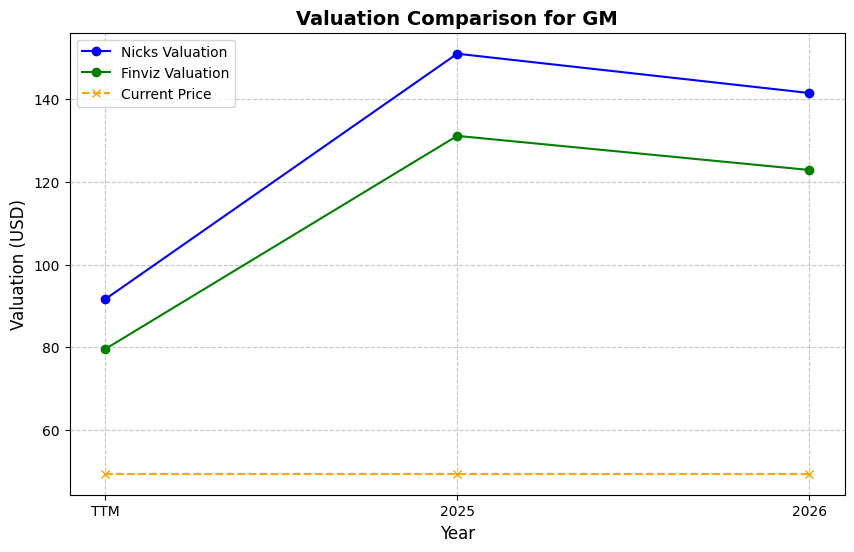 Valuation Comparison for GM
Nicks Valuation
Finviz Valuation
Current Price
Valuation (USD)
140
120
100
80
60
TTM
2025
2026
Year